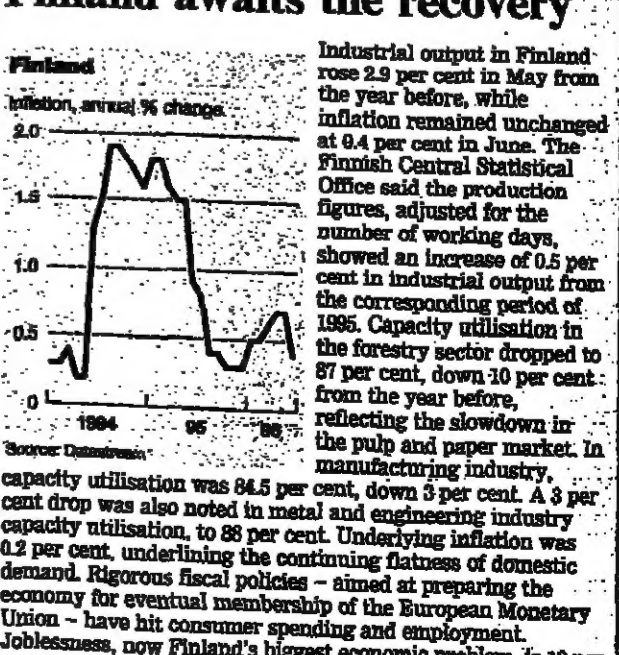 Finland awaits the recovery
Finland
Inflation, annual % change
2.0
1.5
1.0
0.5
0
1994 95 96
Source: Datastream
Industrial output in Finland
rose 2.9 per cent in May from
the year before, while
inflation remained unchanged
at 0.4 per cent in June. The
Finnish Central Statistical
Office said the production
figures, adjusted for the
number of working days,
showed an increase of 0.5 per
cent in industrial output from
the corresponding period of
1995. Capacity utilisation in
the forestry sector dropped to
87 per cent, down 10 per cent
from the year before,
reflecting the slowdown in
the pulp and paper market. In
manufacturing industry,
capacity utilisation was 84.5 per cent, down 3 per cent. A 3 per
cent drop was also noted in metal and engineering industry
capacity utilisation, to 88 per cent. Underlying inflation was
0.2 per cent, underlining the continuing flatness of domestic
demand. Rigorous fiscal policies – aimed at preparing the
economy for eventual membership of the European Monetary
Union – have hit consumer spending and employment.
Joblessness, now Finland's biggest economic problem, is